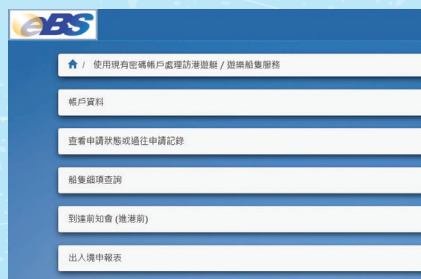 eBS
/ 使用現有密碼帳戶處理訪港遊艇 / 遊樂船隻服務
帳戶資料
查看申請狀態或過往申請記錄
船隻細項查詢
到達前知會 (進港前)
出入境申報表